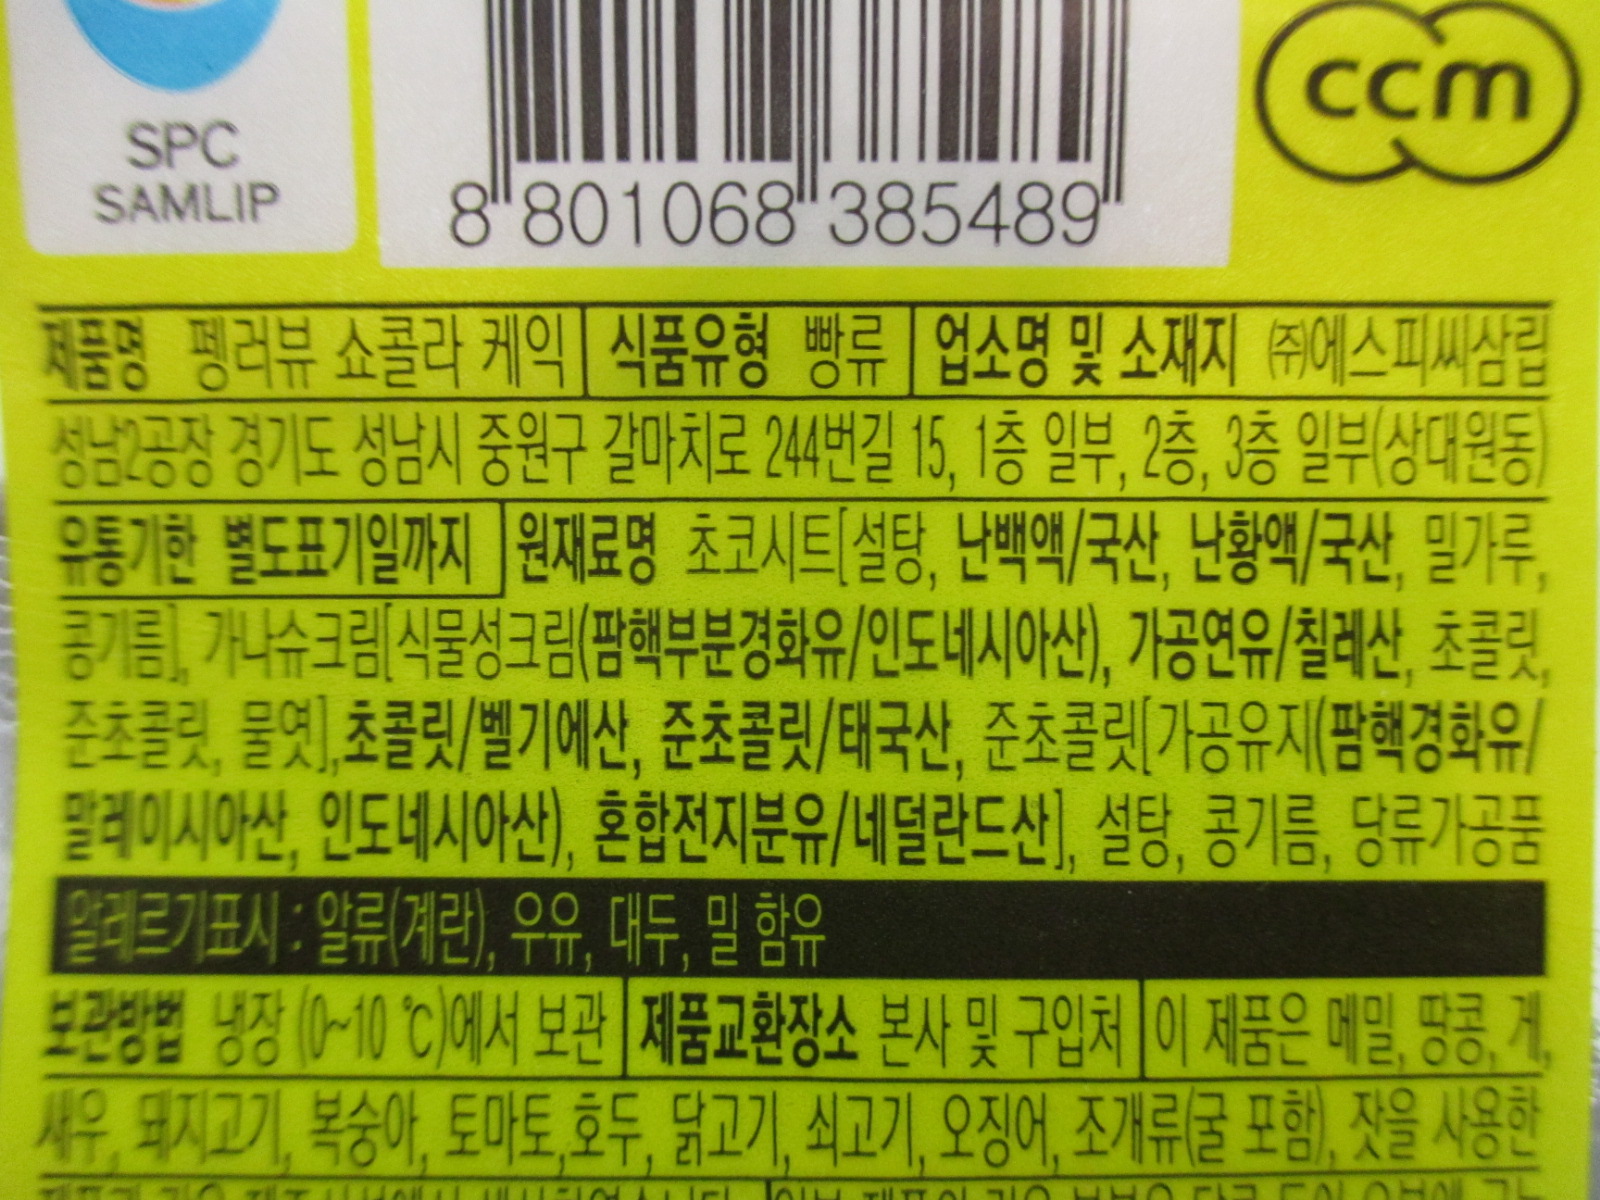 SPC
SAMLIP
8 801068 385489
ccm
제품명 펭러뷰 쇼콜라 케익 식품유형 빵류 업소명 및 소재지 ㈜에스피씨삼립
성남2공장 경기도 성남시 중원구 갈마치로 244번길 15, 1층 일부, 2층, 3층 일부(상대원동)
유통기한 별도표기일까지 원재료명 초코시트[설탕, 난백액/국산, 난황액/국산, 밀가루,
콩기름], 가나슈크림[식물성크림(팜핵부분경화유/인도네시아산), 가공연유/칠레산, 초콜릿,
준초콜릿, 물엿],초콜릿/벨기에산, 준초콜릿/태국산, 준초콜릿[가공유지(팜핵경화유/
말레이시아산, 인도네시아산), 혼합전지분유/네덜란드산], 설탕, 콩기름, 당류가공품
알레르기표시 : 알류(계란), 우유, 대두, 밀 함유
보관방법 냉장 (0~10 ℃)에서 보관 제품교환장소 본사 및 구입처 이 제품은 메밀, 땅콩, 게,
새우, 돼지고기, 복숭아, 토마토,호두, 닭고기, 쇠고기, 오징어, 조개류(굴 포함), 잣을 사용한